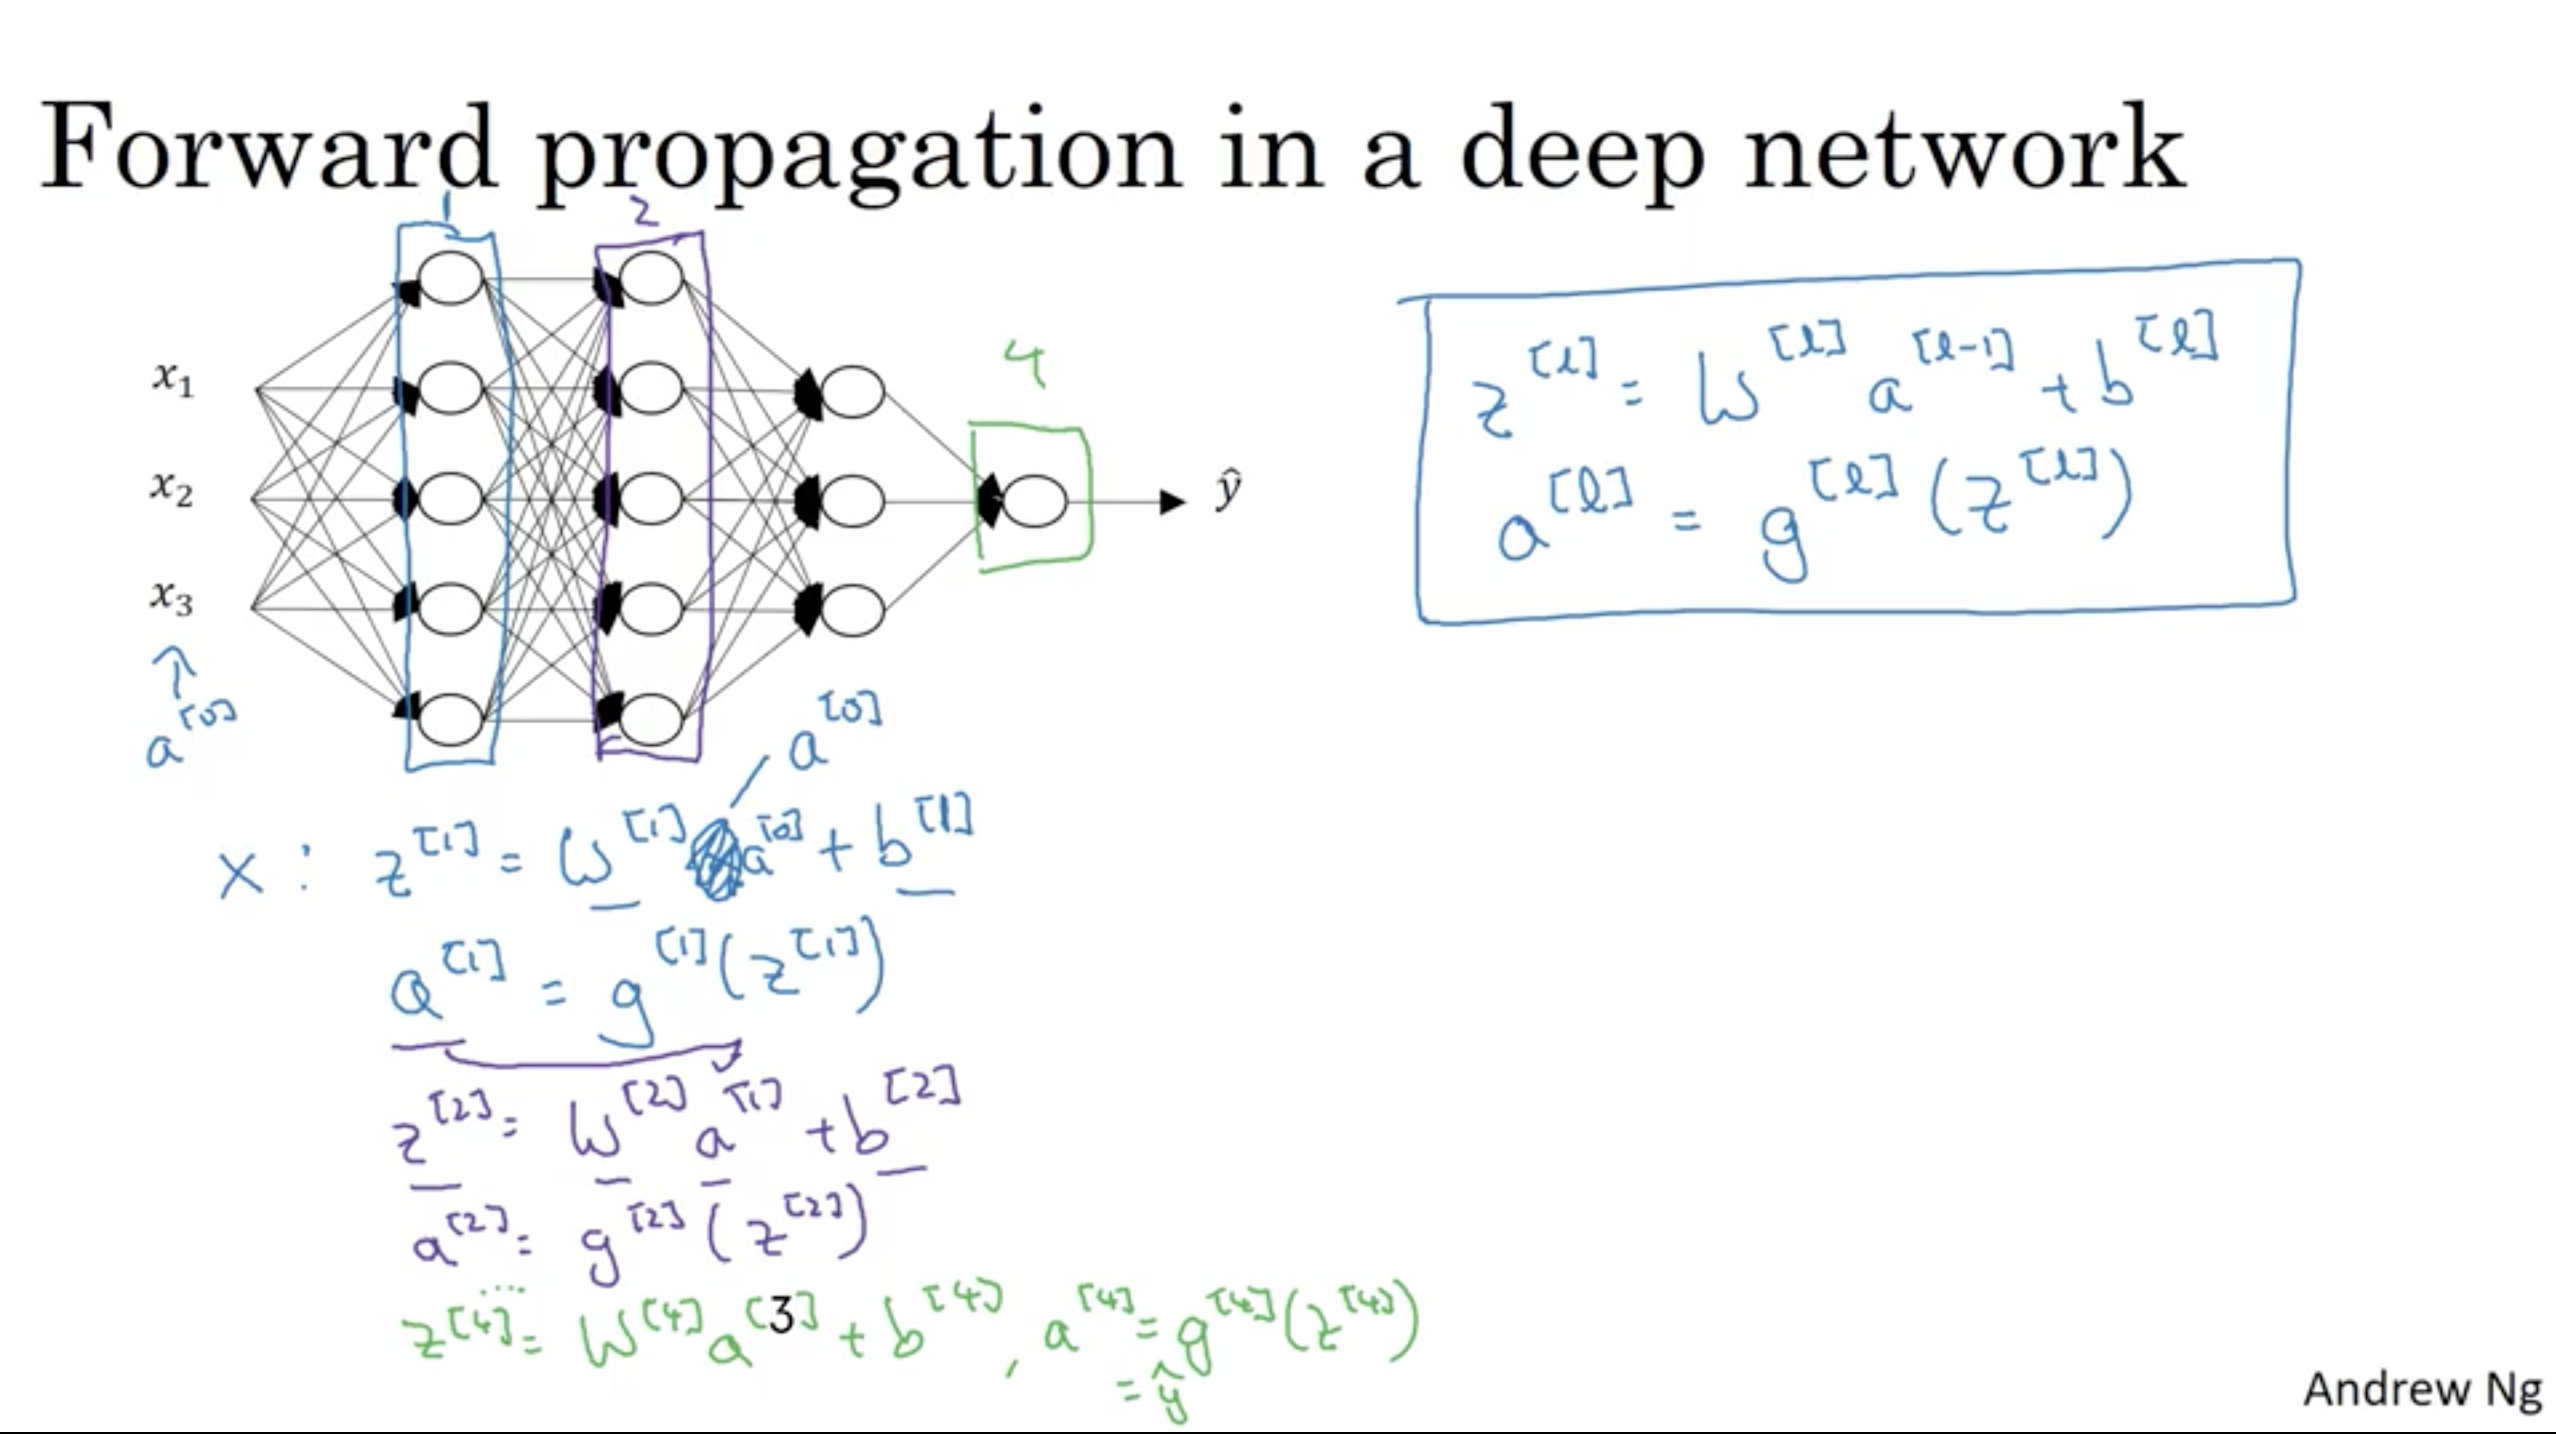 Forward propagation in a deep network
1
2
4
x₁
x₂
x₃
ŷ
a^[0]
z^[l] = W^[l] a^[l-1] + b^[l]
a^[l] = g^[l](z^[l])
a^[0]
x : z^[1] = W^[1] a^[0] + b^[1]
a^[1] = g^[1](z^[1])
z^[2] = W^[2] a^[1] + b^[2]
a^[2] = g^[2](z^[2])
...
z^[4] = W^[4] a^[3] + b^[4] , a^[4] = g^[4](z^[4])
= ŷ
Andrew Ng